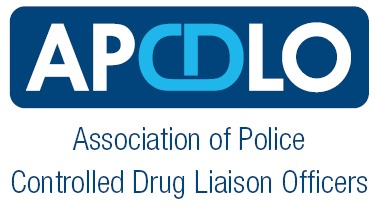 APCDLO
Association of Police
Controlled Drug Liaison Officers